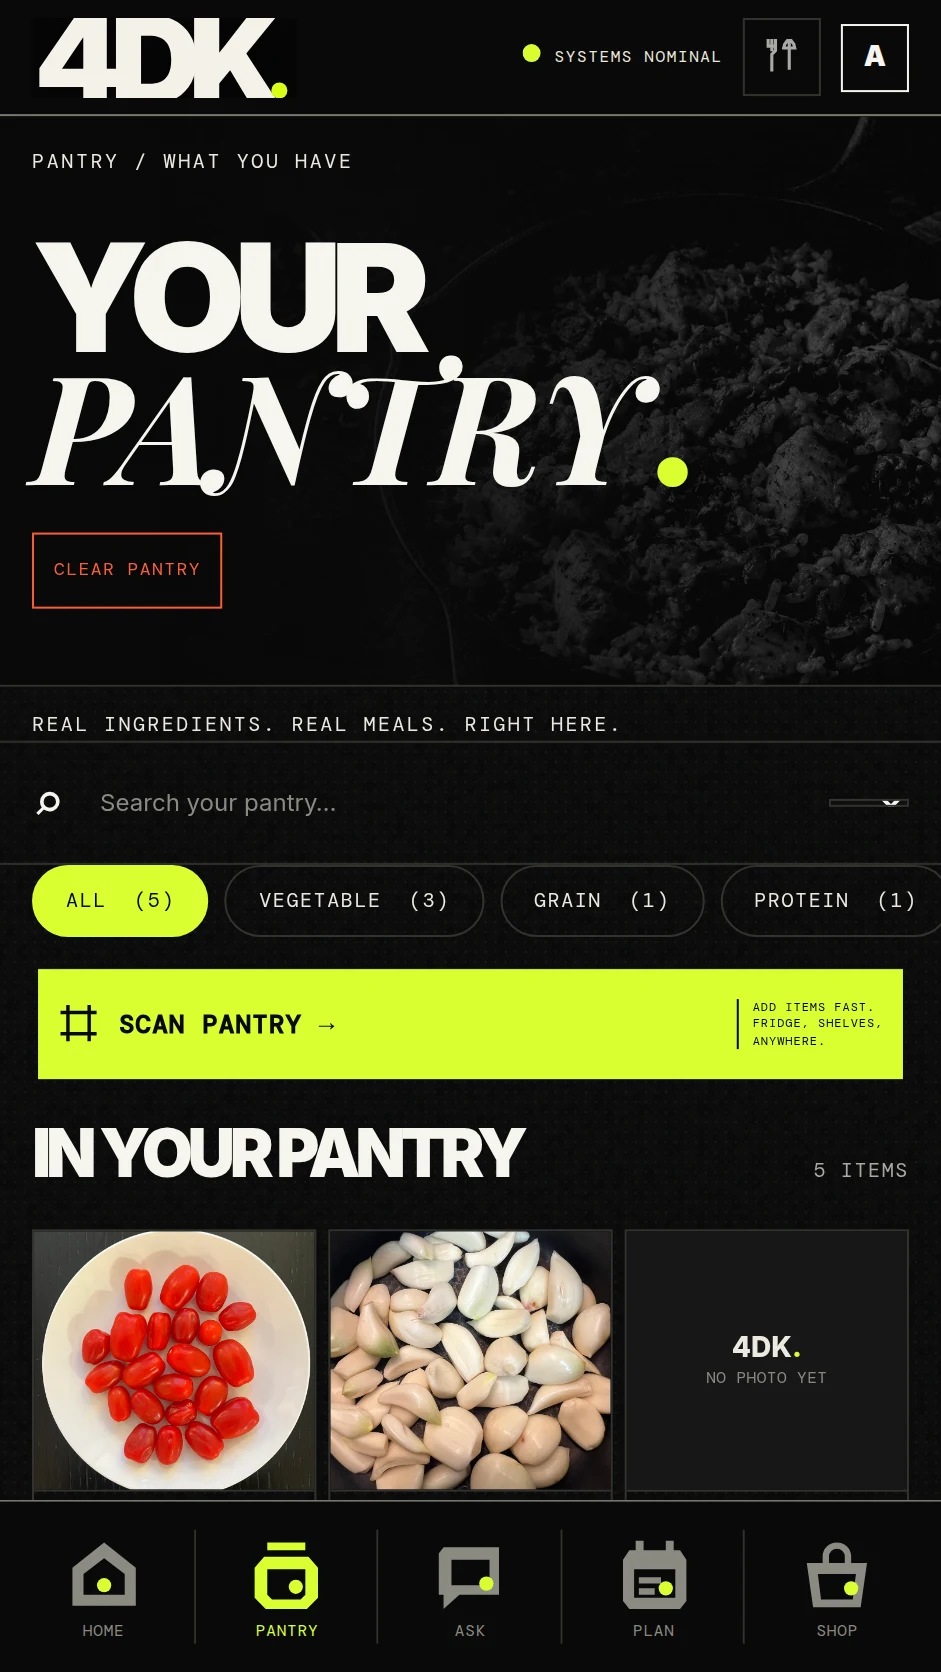 4DK.
SYSTEMS NOMINAL
A
PANTRY / WHAT YOU HAVE
YOUR
PANTRY.
CLEAR PANTRY
REAL INGREDIENTS. REAL MEALS. RIGHT HERE.
Search your pantry...
ALL (5)
VEGETABLE (3)
GRAIN (1)
PROTEIN (1)
SCAN PANTRY →
ADD ITEMS FAST.
FRIDGE, SHELVES,
ANYWHERE.
IN YOUR PANTRY
5 ITEMS
4DK.
NO PHOTO YET
HOME
PANTRY
ASK
PLAN
SHOP